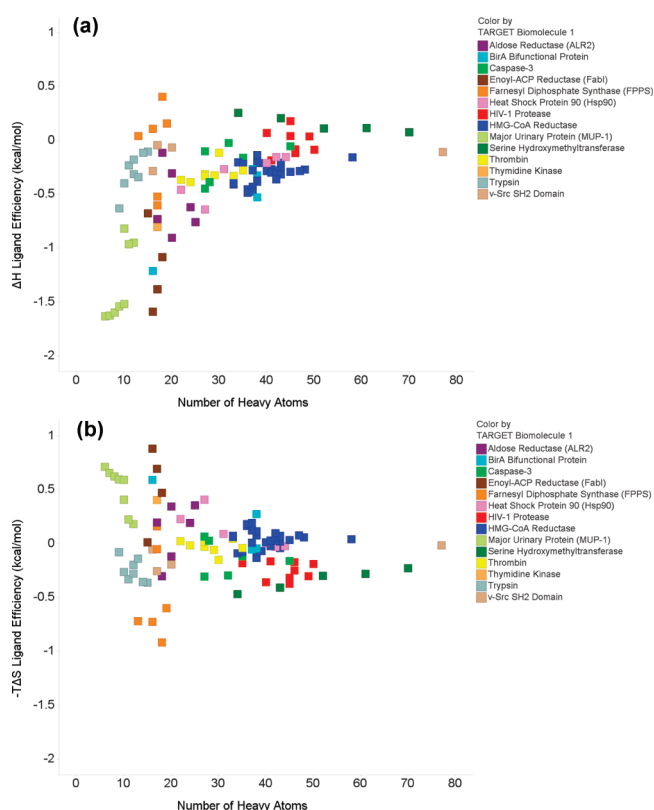 (a)
1
0.5
0
-0.5
-1
-1.5
-2
ΔH Ligand Efficiency (kcal/mol)
0 10 20 30 40 50 60 70 80
Number of Heavy Atoms
Color by
TARGET Biomolecule 1
Aldose Reductase (ALR2)
BirA Bifunctional Protein
Caspase-3
Enoyl-ACP Reductase (FabI)
Farnesyl Diphosphate Synthase (FPPS)
Heat Shock Protein 90 (Hsp90)
HIV-1 Protease
HMG-CoA Reductase
Major Urinary Protein (MUP-1)
Serine Hydroxymethyltransferase
Thrombin
Thymidine Kinase
Trypsin
v-Src SH2 Domain
(b)
1
0.5
0
-0.5
-1
-1.5
-2
-TΔS Ligand Efficiency (kcal/mol)
0 10 20 30 40 50 60 70 80
Number of Heavy Atoms
Color by
TARGET Biomolecule 1
Aldose Reductase (ALR2)
BirA Bifunctional Protein
Caspase-3
Enoyl-ACP Reductase (FabI)
Farnesyl Diphosphate Synthase (FPPS)
Heat Shock Protein 90 (Hsp90)
HIV-1 Protease
HMG-CoA Reductase
Major Urinary Protein (MUP-1)
Serine Hydroxymethyltransferase
Thrombin
Thymidine Kinase
Trypsin
v-Src SH2 Domain